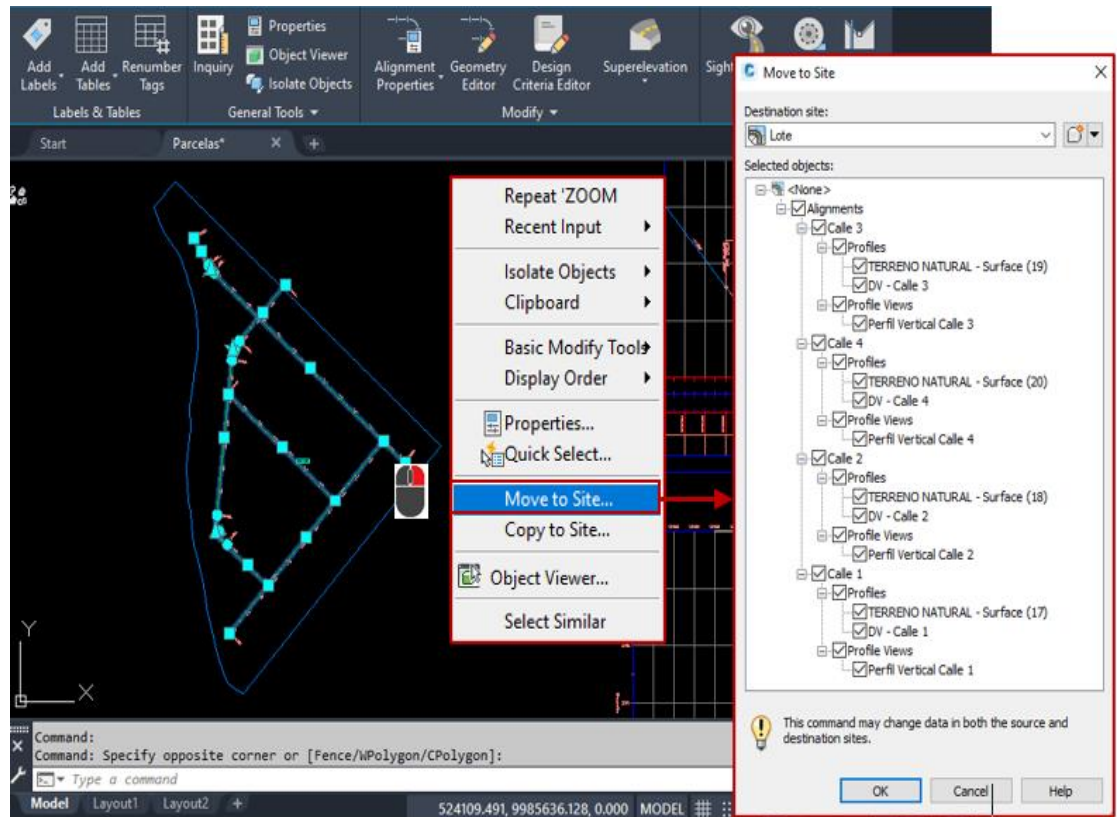 Properties
Object Viewer
Isolate Objects
Add Labels
Add Tables
Renumber Tags
Inquiry
Alignment Properties
Geometry Editor
Design Criteria Editor
Superelevation
Sigh
Labels & Tables
General Tools
Modify
Start
Parcelas*
Repeat 'ZOOM
Recent Input
Isolate Objects
Clipboard
Basic Modify Tools
Display Order
Properties...
Quick Select...
Move to Site...
Copy to Site...
Object Viewer...
Select Similar
Y
X
Command:
Command: Specify opposite corner or [Fence/WPolygon/CPolygon]:
Type a command
Model Layout1 Layout2 +
524109.491, 9985636.128, 0.000 MODEL
C Move to Site
Destination site:
Lote
Selected objects:
<None>
Alignments
Calle 3
Profiles
TERRENO NATURAL - Surface (19)
DV - Calle 3
Profile Views
Perfil Vertical Calle 3
Calle 4
Profiles
TERRENO NATURAL - Surface (20)
DV - Calle 4
Profile Views
Perfil Vertical Calle 4
Calle 2
Profiles
TERRENO NATURAL - Surface (18)
DV - Calle 2
Profile Views
Perfil Vertical Calle 2
Calle 1
Profiles
TERRENO NATURAL - Surface (17)
DV - Calle 1
Profile Views
Perfil Vertical Calle 1
This command may change data in both the source and
destination sites.
OK Cancel Help